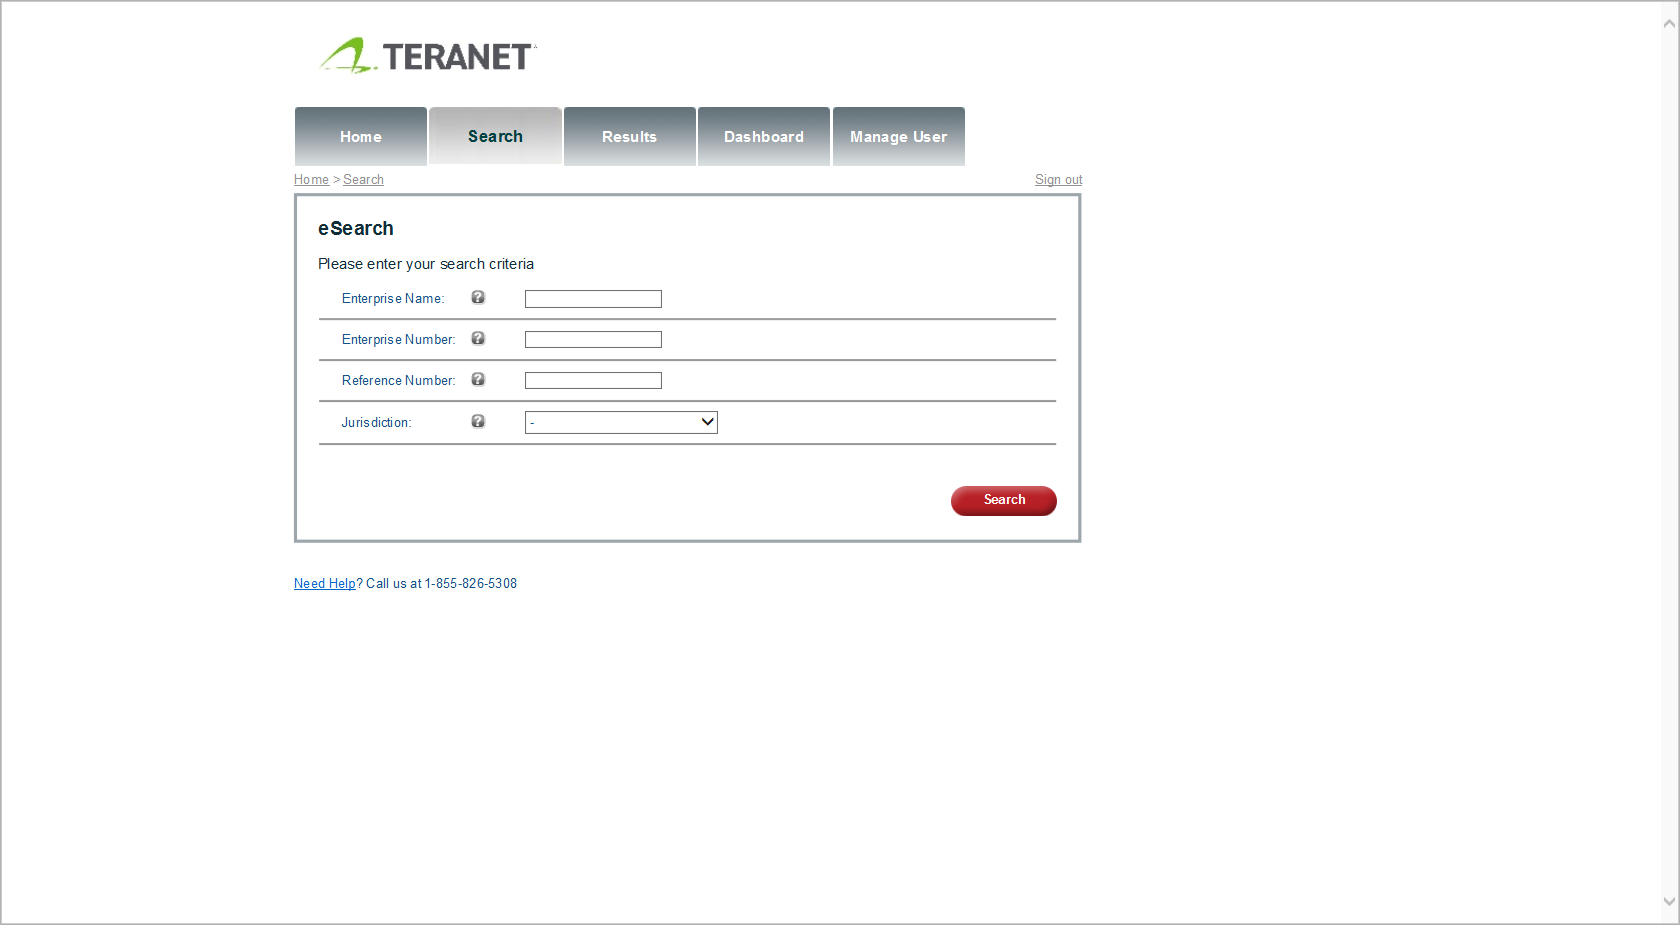 TERANET
Home Search Results Dashboard Manage User
Home > Search Sign out
eSearch
Please enter your search criteria
Enterprise Name:
Enterprise Number:
Reference Number:
Jurisdiction: -
Search
Need Help? Call us at 1-855-826-5308